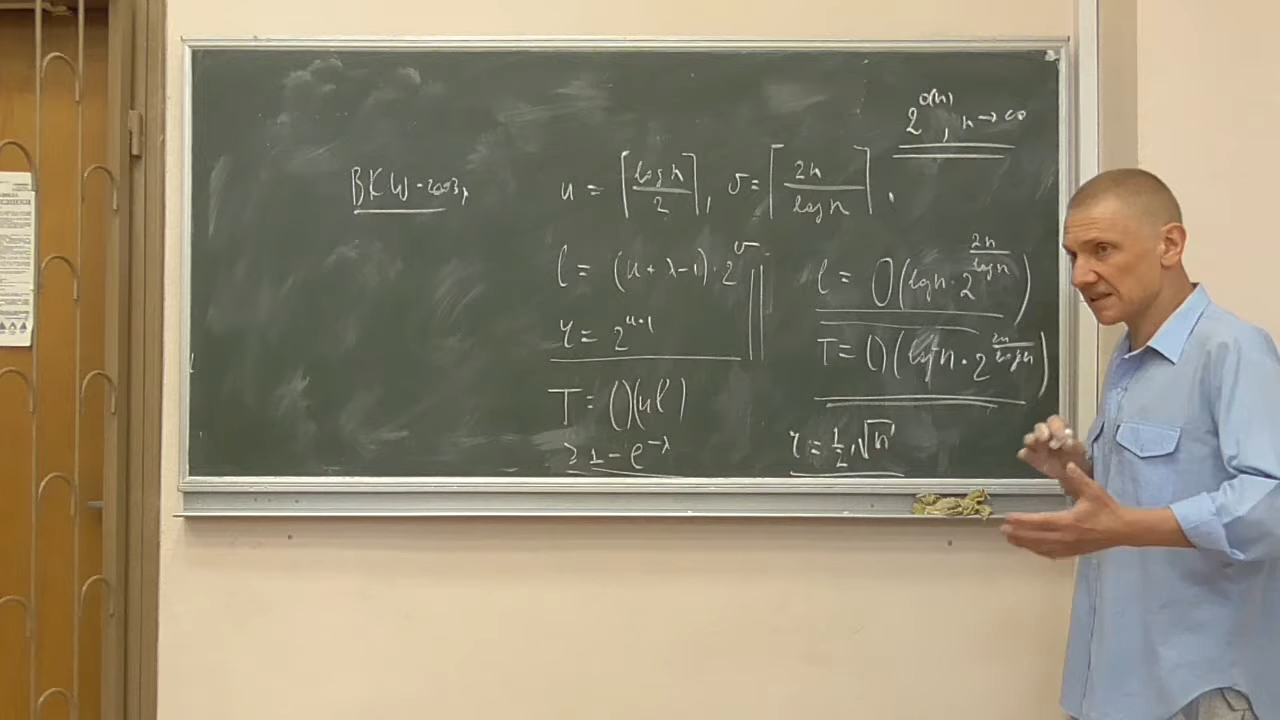 2^{o(n)}, n → ∞
BKW-2003, u = ⌈log n / 2⌉, v = ⌈2n / log n⌉.
l = (u + λ - 1) · 2^v
l = O(log n · 2^{2n / log n})
r = 2^{u-1}
T = O(log n · 2^{2n / log n})
T = O(ul)
≥ 1 - e^{-λ}
r = 1/2 √n